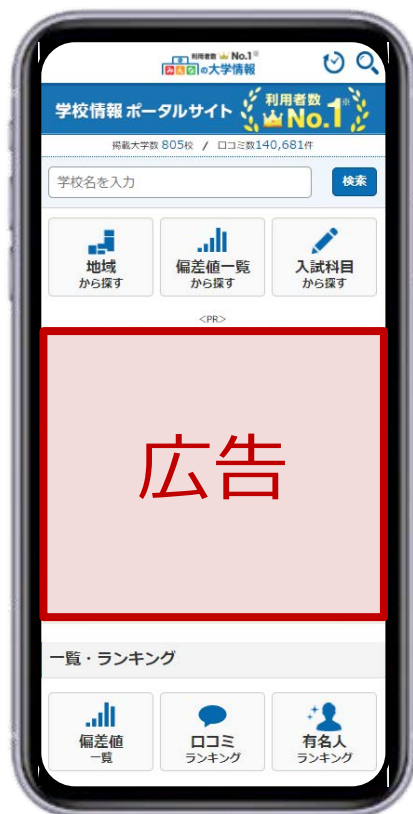 利用者数 No.1※
みんなの大学情報
学校情報 ポータルサイト 利用者数 No.1※
掲載大学数 805校 / 口コミ数140,681件
学校名を入力 検索
地域 から探す
偏差値一覧 から探す
入試科目 から探す
<PR>
広告
一覧・ランキング
偏差値 一覧
口コミ ランキング
有名人 ランキング